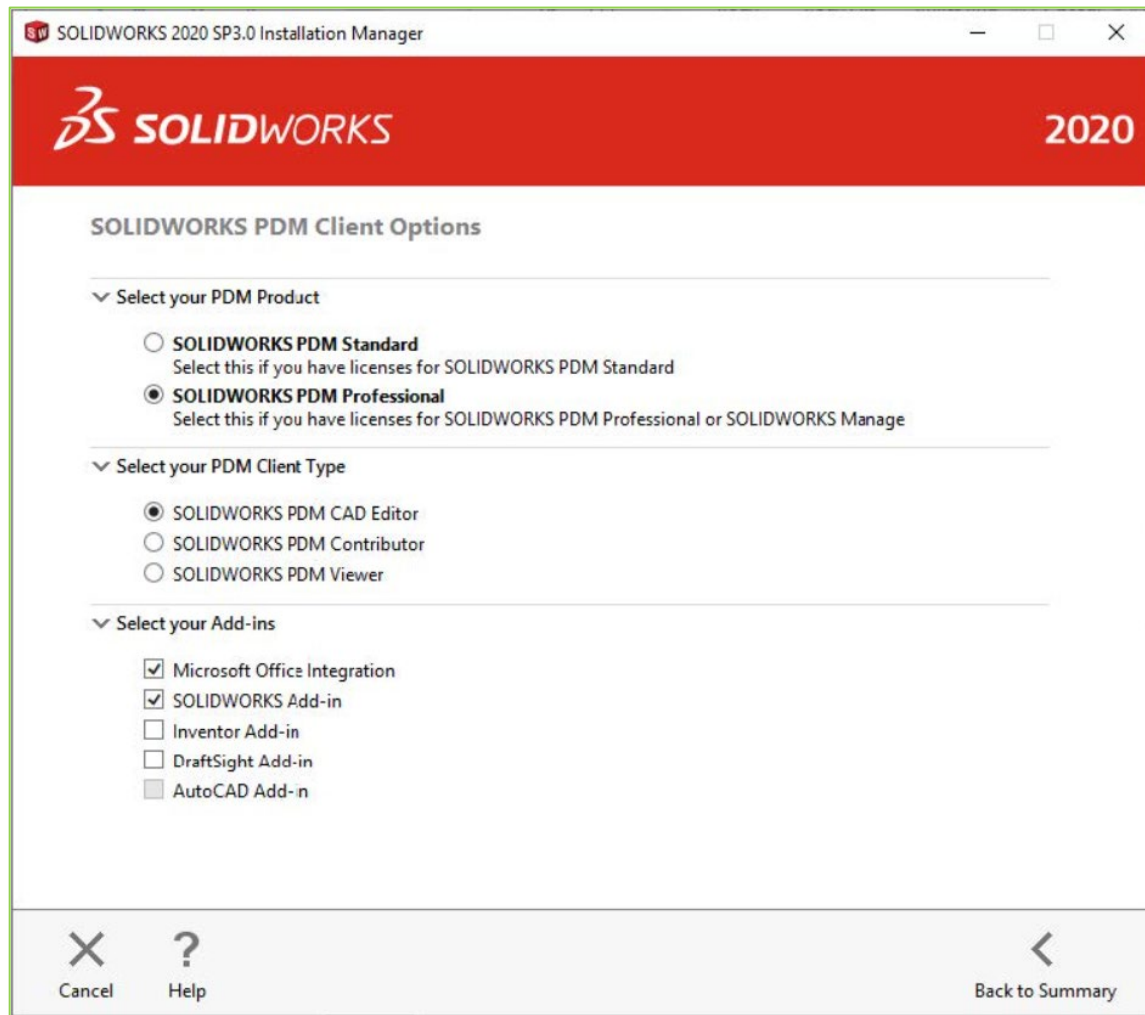 SW SOLIDWORKS 2020 SP3.0 Installation Manager
3S SOLIDWORKS 2020
SOLIDWORKS PDM Client Options
Select your PDM Product
SOLIDWORKS PDM Standard
Select this if you have licenses for SOLIDWORKS PDM Standard
SOLIDWORKS PDM Professional
Select this if you have licenses for SOLIDWORKS PDM Professional or SOLIDWORKS Manage
Select your PDM Client Type
SOLIDWORKS PDM CAD Editor
SOLIDWORKS PDM Contributor
SOLIDWORKS PDM Viewer
Select your Add-ins
Microsoft Office Integration
SOLIDWORKS Add-in
Inventor Add-in
DraftSight Add-in
AutoCAD Add-in
?
Cancel Help Back to Summary